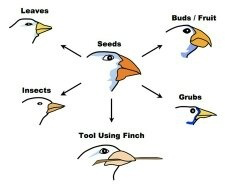 Leaves
Buds / Fruit
Seeds
Insects
Grubs
Tool Using Finch